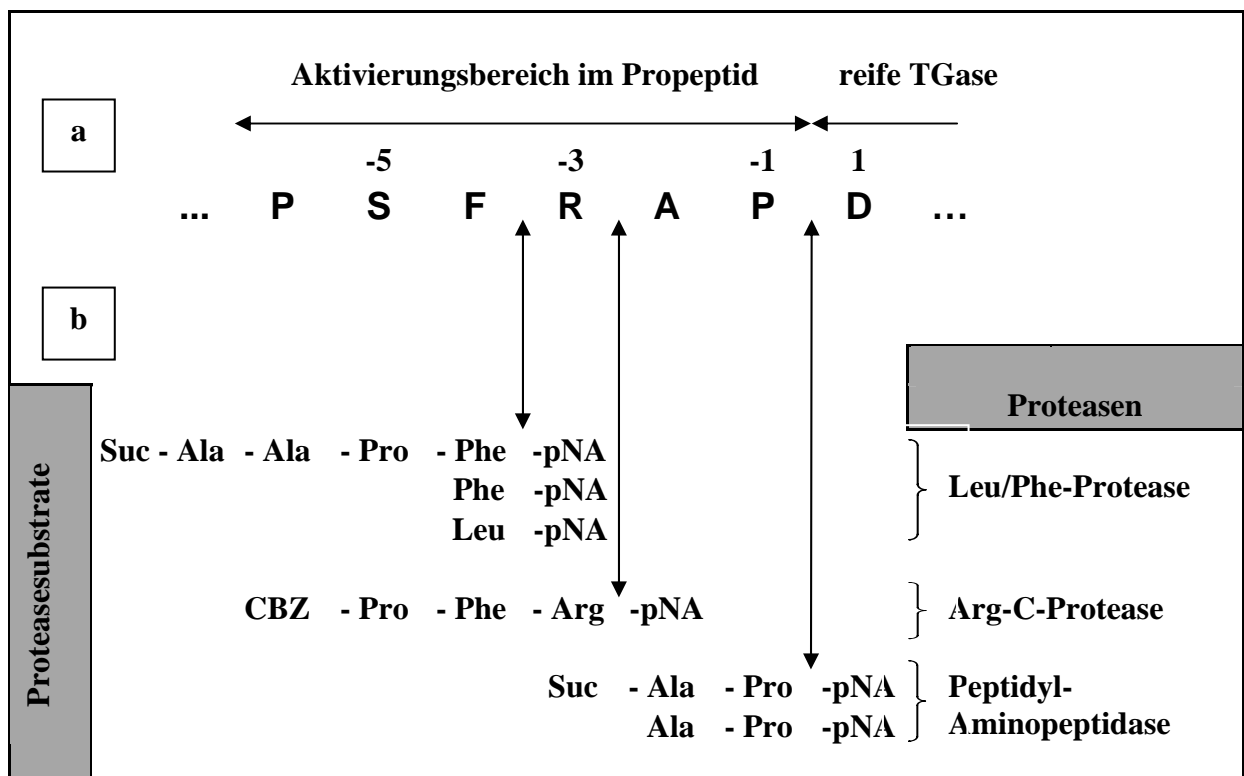 Aktivierungsbereich im Propeptid reife TGase
a
-5 -3 -1 1
... P S F R A P D ...
b
Proteasen
Proteasesubstrate
Suc - Ala - Ala - Pro - Phe -pNA
Phe -pNA
Leu -pNA
Leu/Phe-Protease
CBZ - Pro - Phe - Arg -pNA
Arg-C-Protease
Suc - Ala - Pro -pNA
Ala - Pro -pNA
Peptidyl-
Aminopeptidase